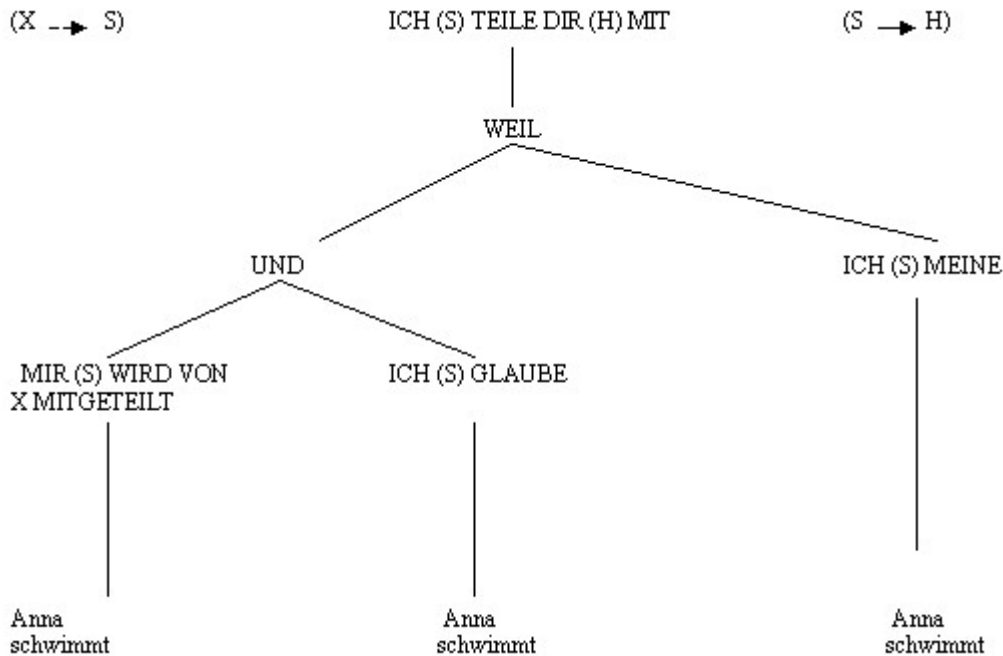 (X → S) ICH (S) TEILE DIR (H) MIT (S → H)
WEIL
UND ICH (S) MEINE
MIR (S) WIRD VON ICH (S) GLAUBE
X MITGETEILT
Anna Anna Anna
schwimmt schwimmt schwimmt